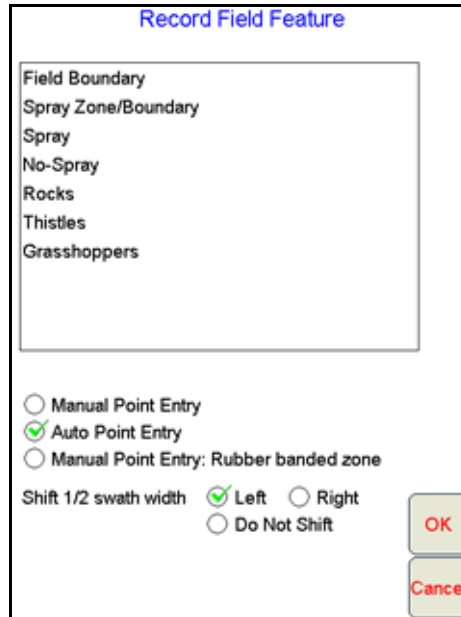 Record Field Feature
Field Boundary
Spray Zone/Boundary
Spray
No-Spray
Rocks
Thistles
Grasshoppers
Manual Point Entry
Auto Point Entry
Manual Point Entry: Rubber banded zone
Shift 1/2 swath width Left Right
Do Not Shift
OK
Cance